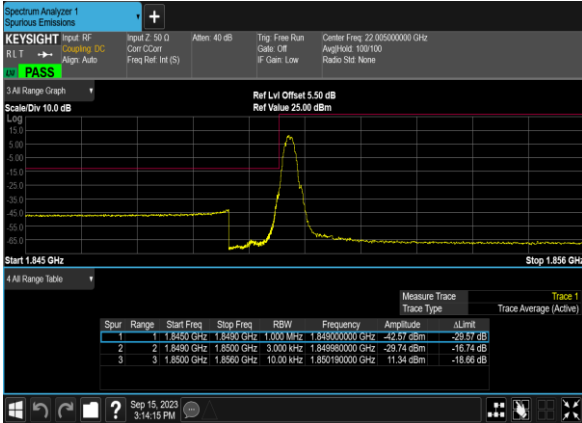 Spectrum Analyzer 1
Spurious Emissions
+
KEYSIGHT Input: RF Input Z: 50 Ω Atten: 40 dB Trig: Free Run Center Freq: 22.005000000 GHz
RLT Coupling: DC Corr CCorr Gate: Off Avg|Hold: 100/100
Align: Auto Freq Ref: Int (S) IF Gain: Low Radio Std: None
PASS
3 All Range Graph
Ref Lvl Offset 5.50 dB
Scale/Div 10.0 dB Ref Value 25.00 dBm
Log
15.0
5.00
-5.00
-15.0
-25.0
-35.0
-45.0
-55.0
-65.0
Start 1.845 GHz Stop 1.856 GHz
4 All Range Table
Measure Trace Trace 1
Trace Type Trace Average (Active)
Spur Range Start Freq Stop Freq RBW Frequency Amplitude ΔLimit
1 1 1.8450 GHz 1.8490 GHz 1.000 MHz 1.849000000 GHz -42.57 dBm -29.57 dB
2 2 1.8490 GHz 1.8500 GHz 3.000 kHz 1.849980000 GHz -29.74 dBm -16.74 dB
3 3 1.8500 GHz 1.8560 GHz 10.00 kHz 1.850190000 GHz 11.34 dBm -18.66 dB
? Sep 15, 2023
3:14:15 PM